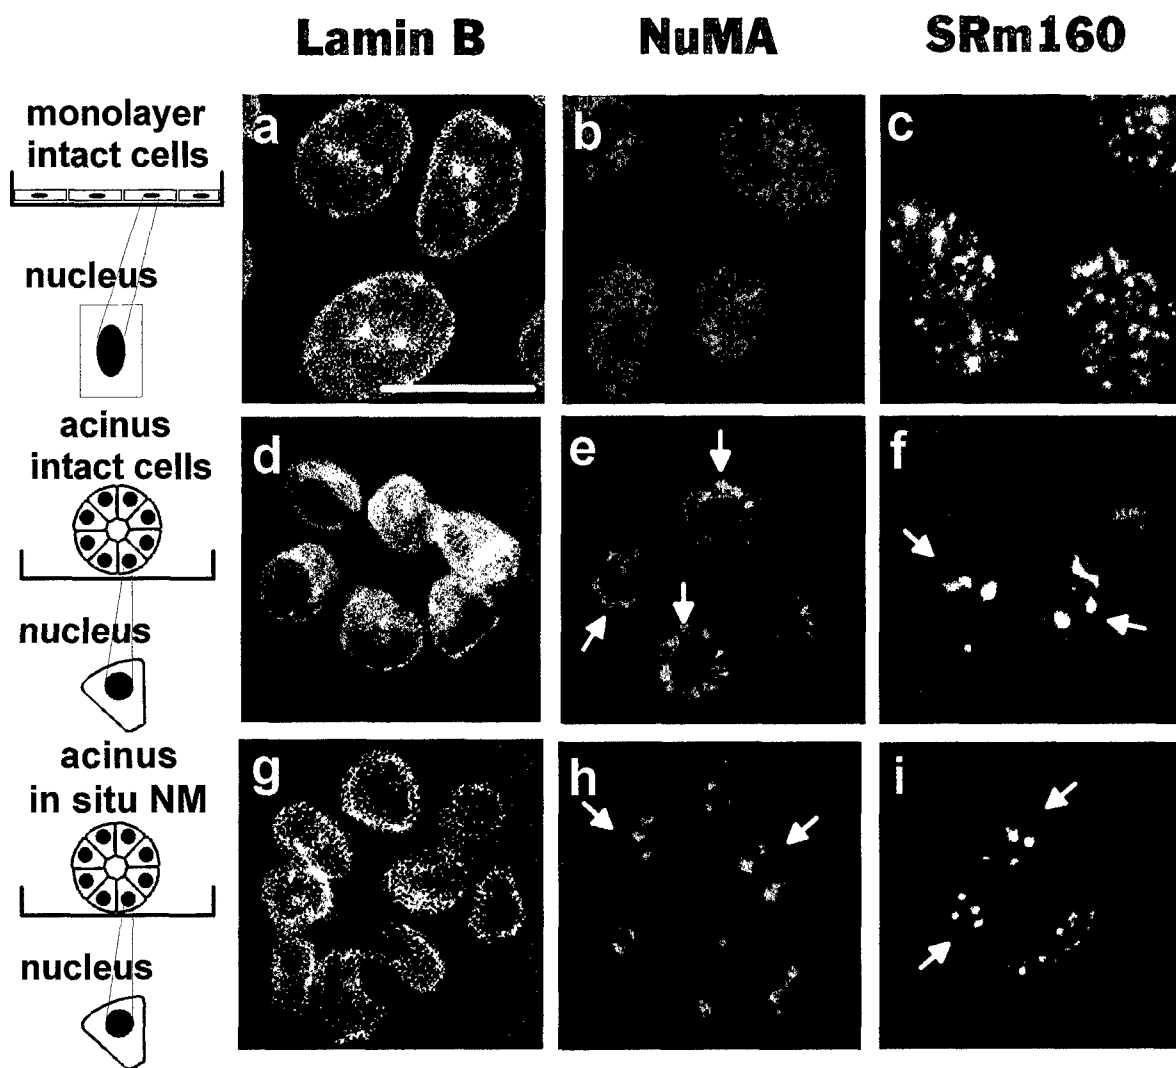 Lamin B NuMA SRm160
monolayer
intact cells
a b c
nucleus
acinus
intact cells
d e f
nucleus
acinus
in situ NM
g h i
nucleus